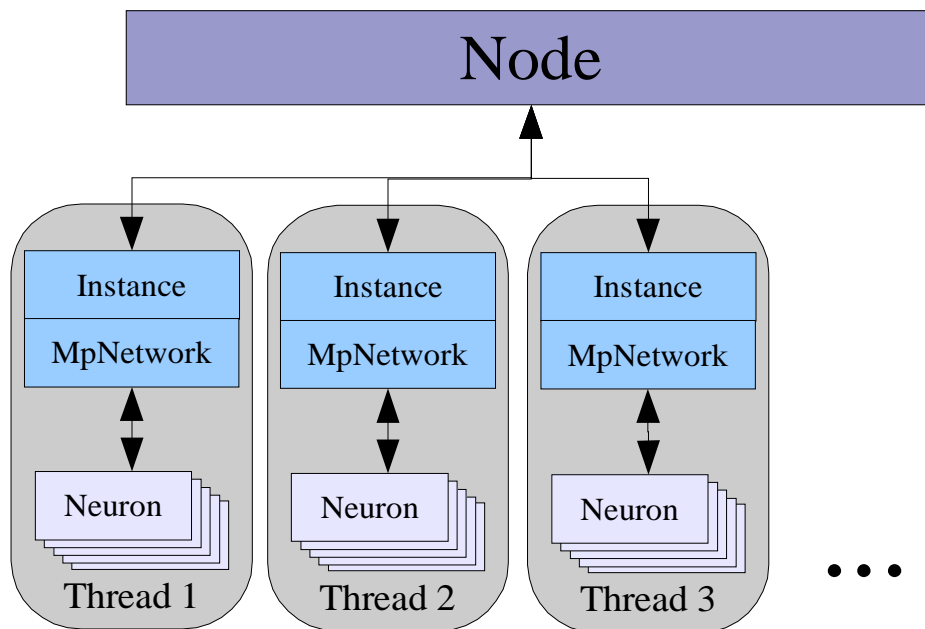 Node
Instance
MpNetwork
Neuron
Thread 1
Instance
MpNetwork
Neuron
Thread 2
Instance
MpNetwork
Neuron
Thread 3
...